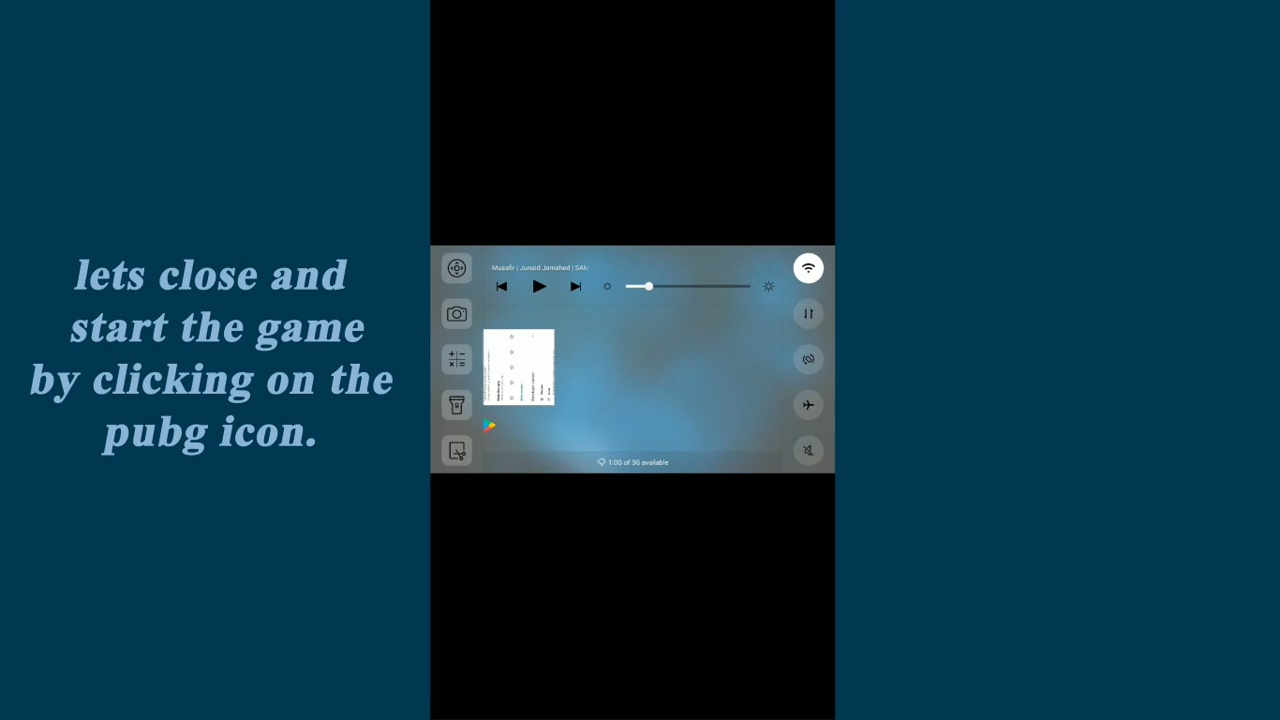 lets close and
start the game
by clicking on the
pubg icon.
Musafir | Junaid Jamshed | SAM
1.0G of 3G available